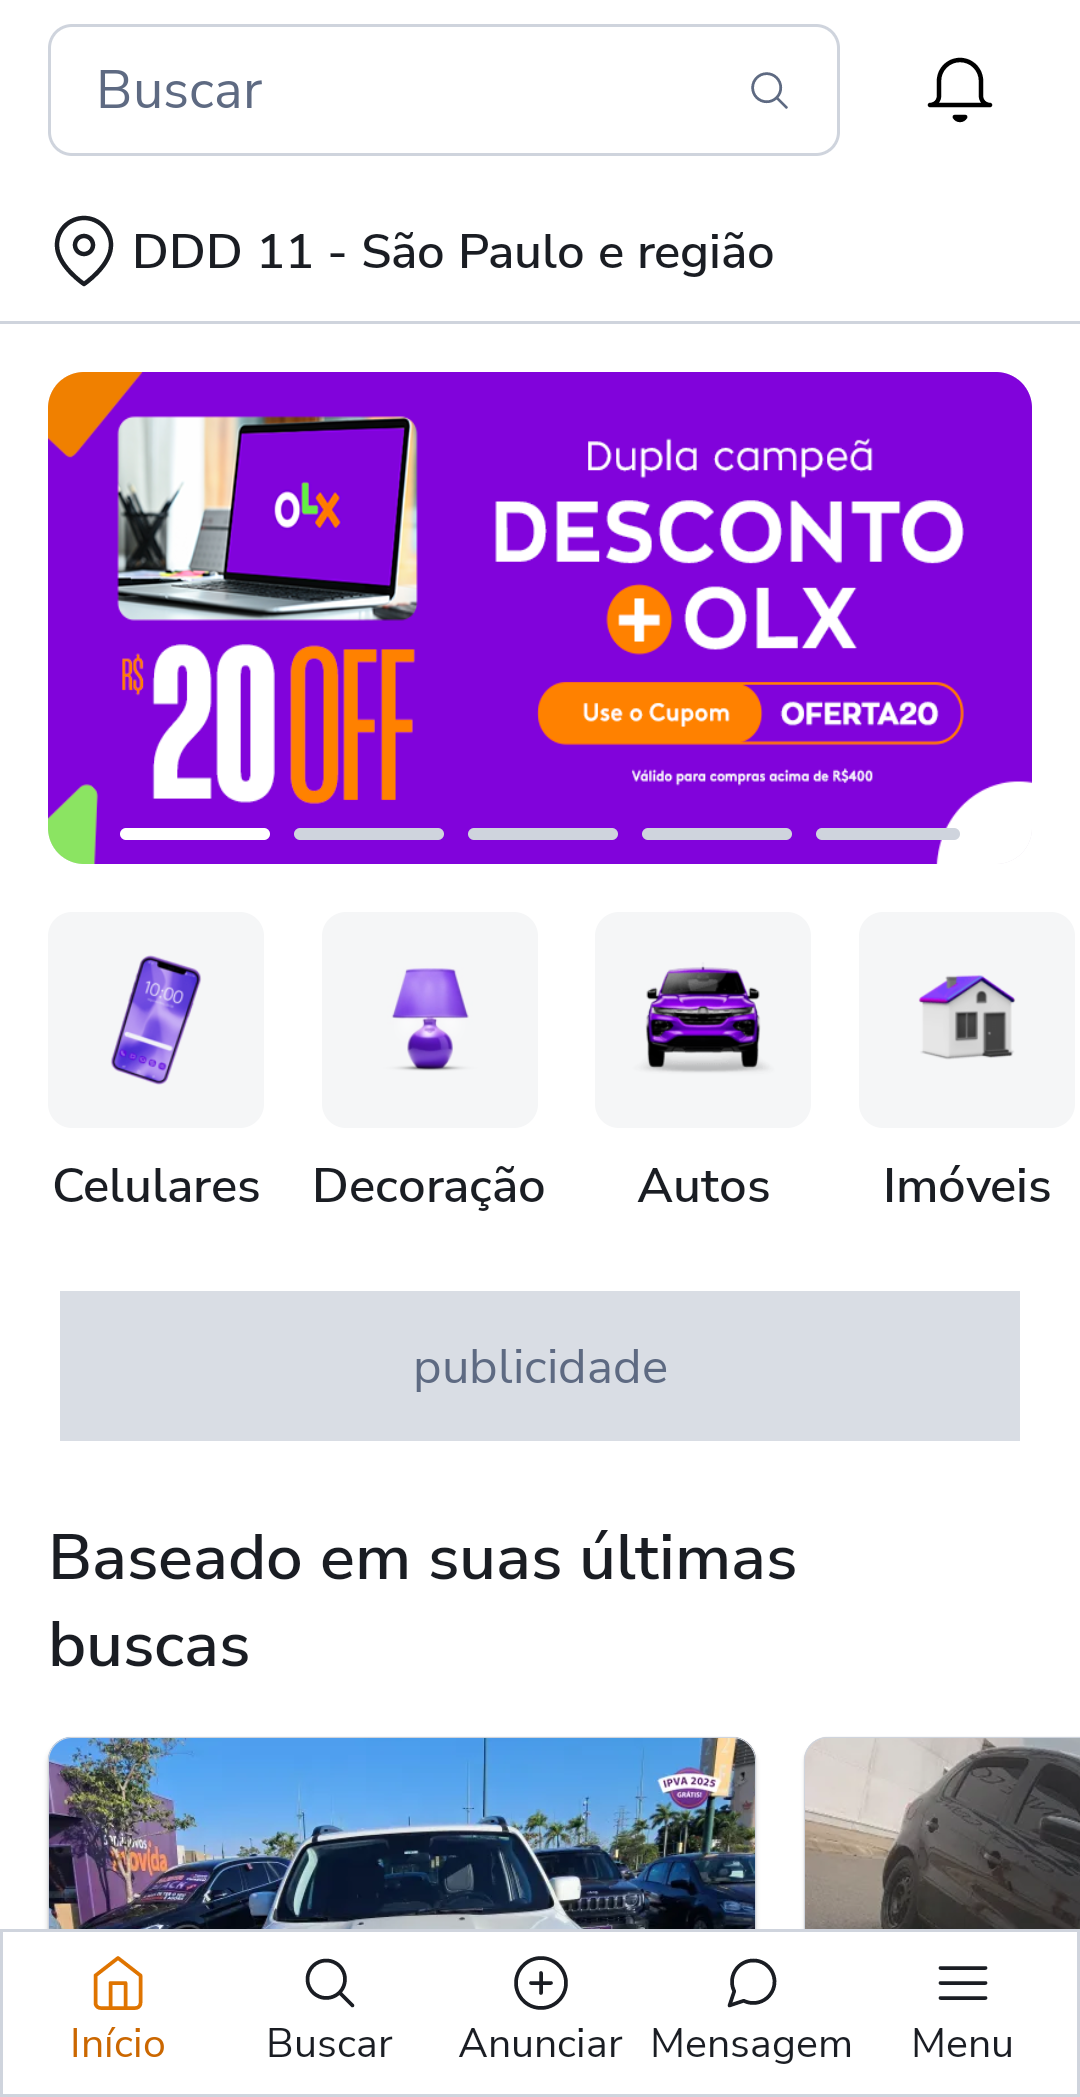 Buscar
DDD 11 - São Paulo e região
OLX
R$ 20 OFF
Dupla campeã
DESCONTO
+ OLX
Use o Cupom OFERTA20
Válido para compras acima de R$400
10:00
Celulares
Decoração
Autos
Imóveis
publicidade
Baseado em suas últimas
buscas
IPVA 2025
GRÁTIS!
movida
Início
Buscar
Anunciar
Mensagem
Menu